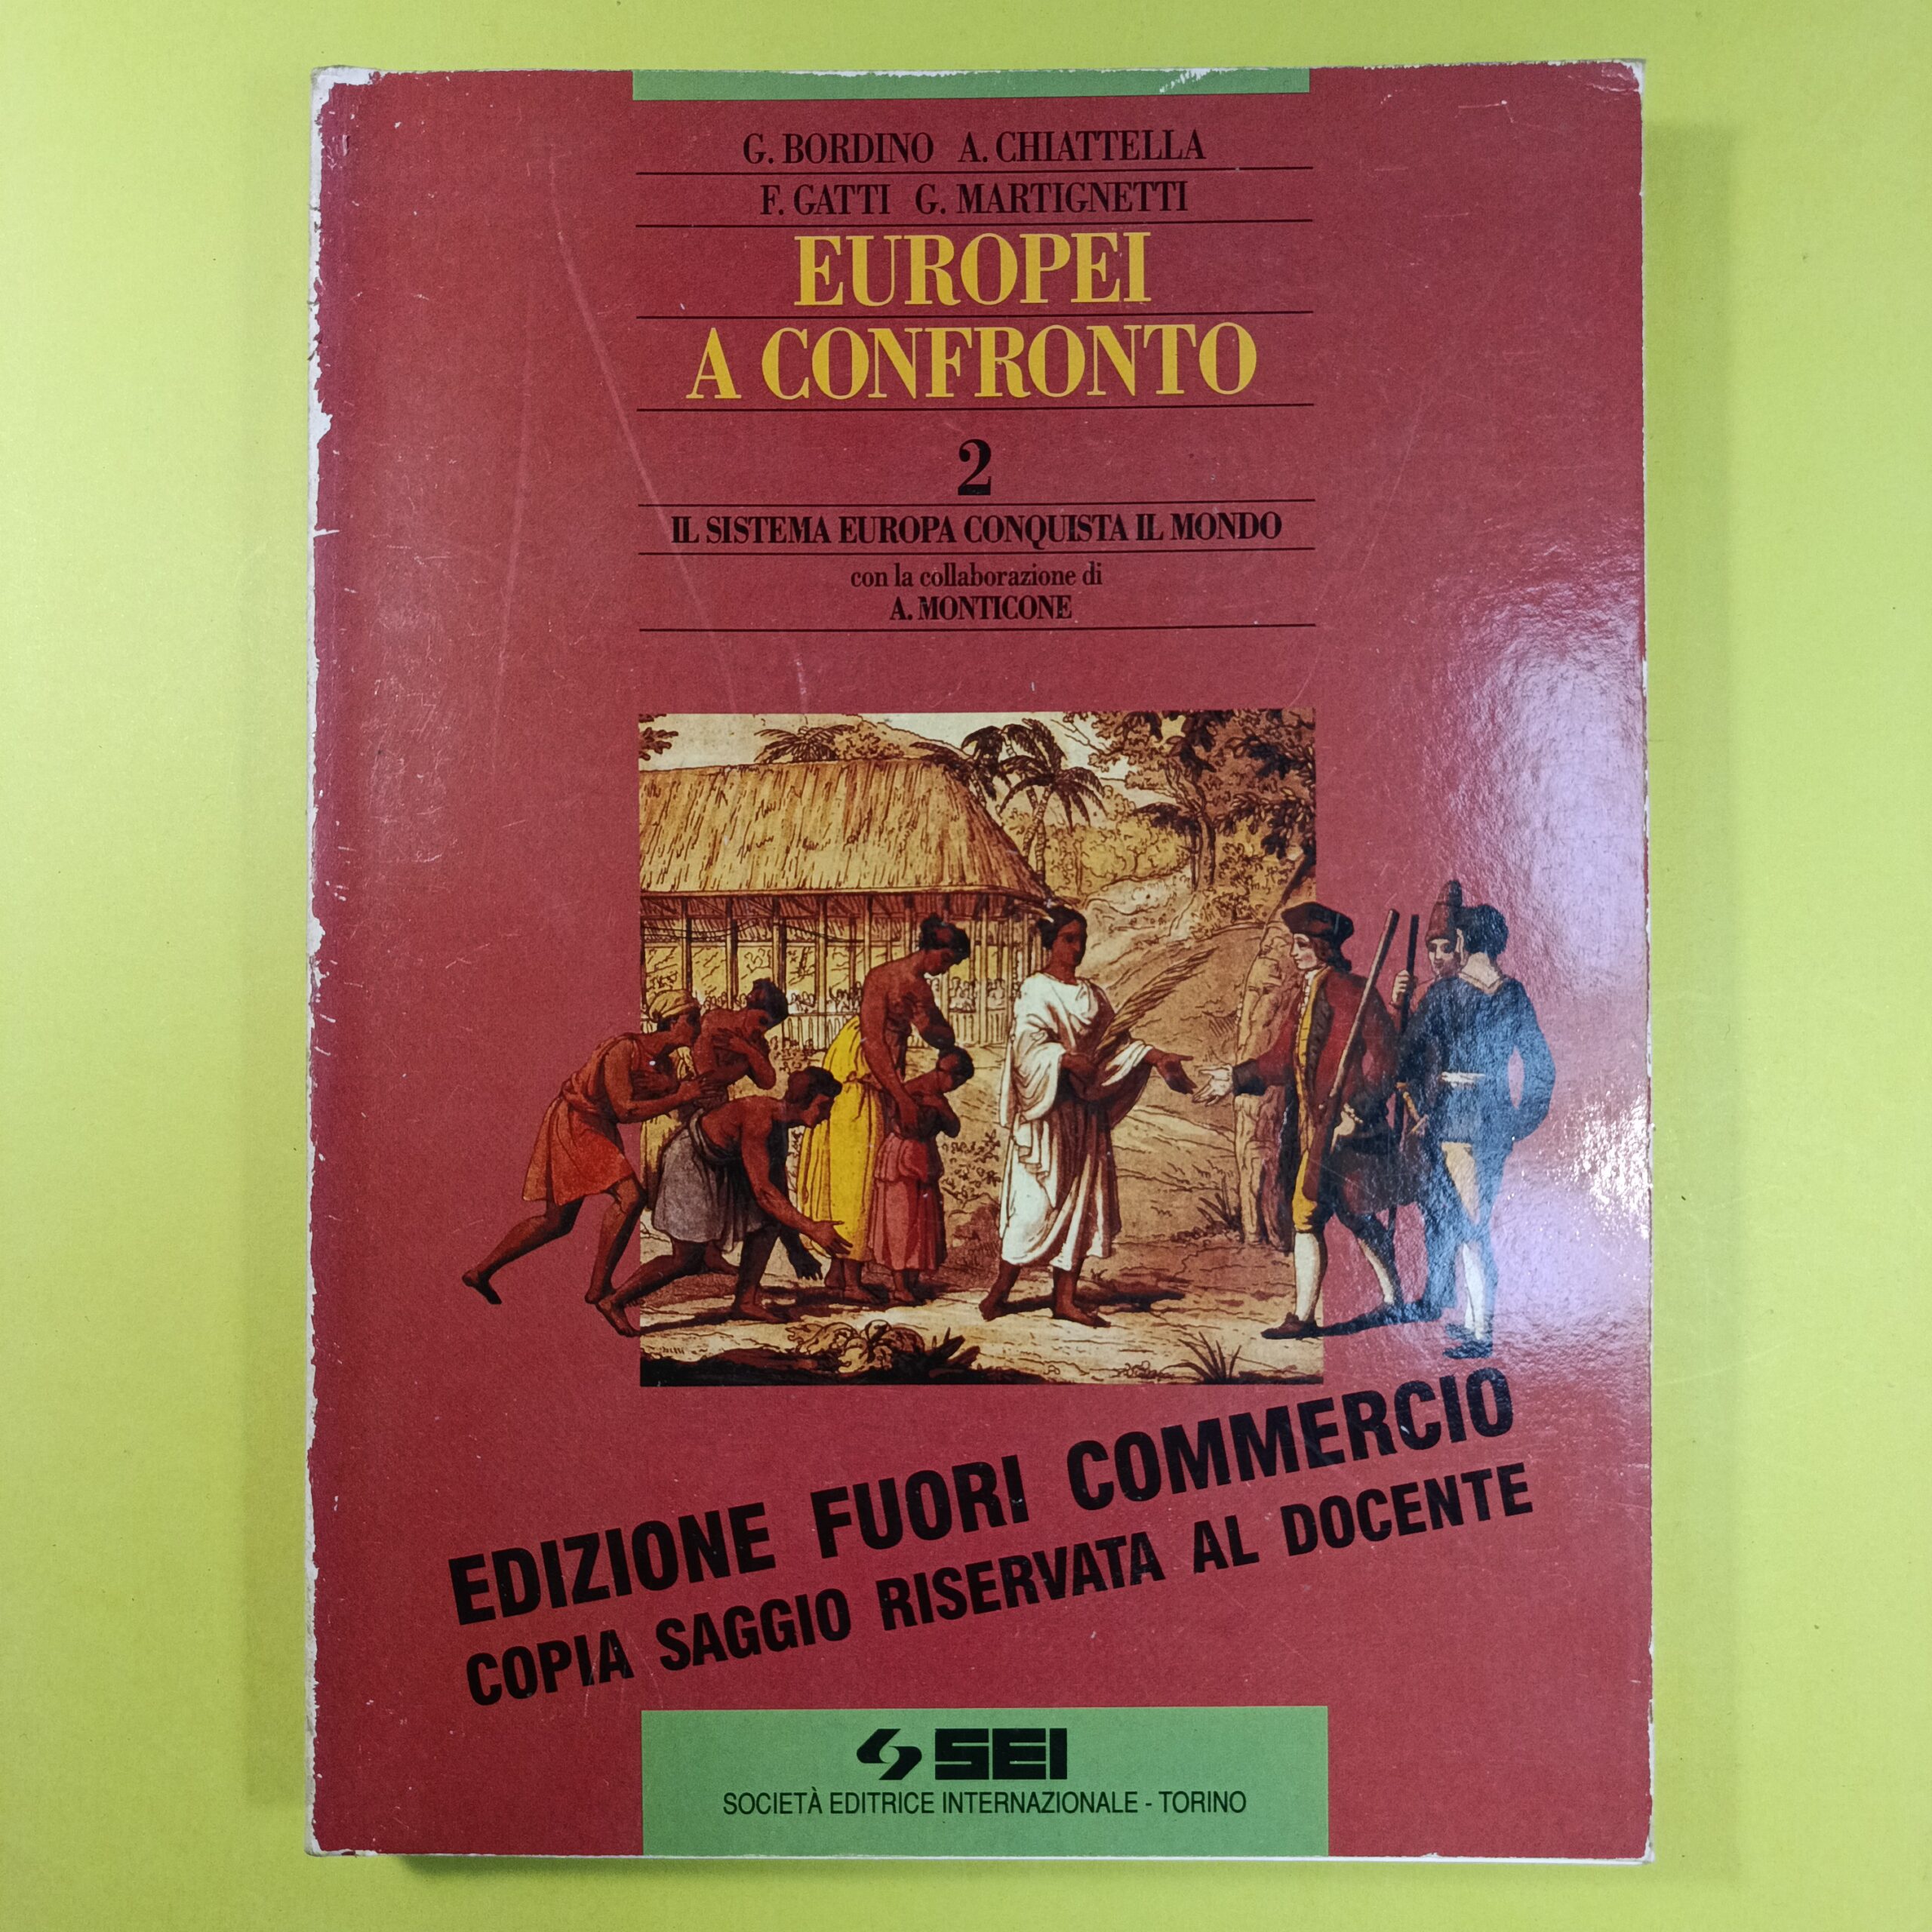 G. BORDINO A. CHIATTELLA
F. GATTI G. MARTIGNETTI
EUROPEI
A CONFRONTO
2
IL SISTEMA EUROPA CONQUISTA IL MONDO
con la collaborazione di
A. MONTICONE
EDIZIONE FUORI COMMERCIO
COPIA SAGGIO RISERVATA AL DOCENTE
SEI
SOCIETÀ EDITRICE INTERNAZIONALE - TORINO